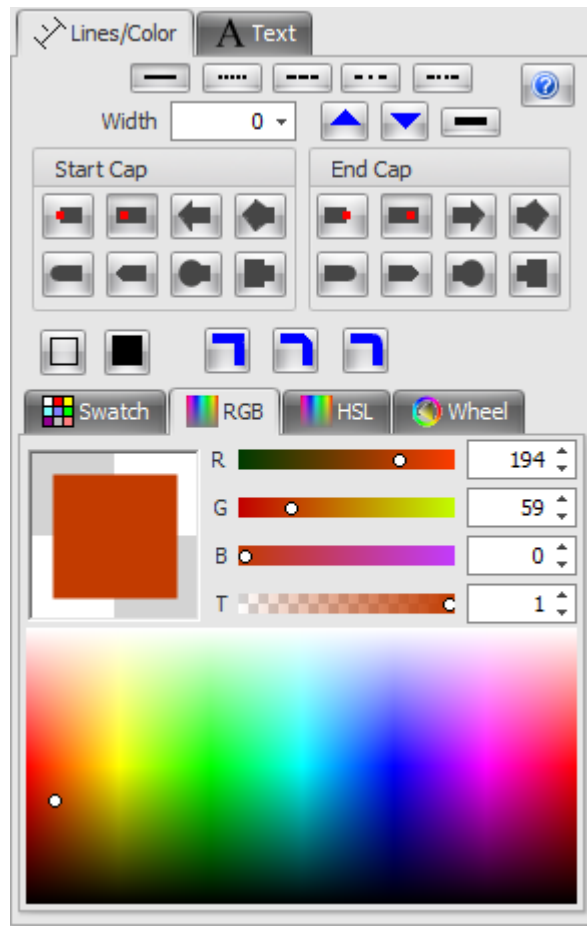 Lines/Color A Text
Width 0
Start Cap End Cap
Swatch RGB HSL Wheel
R 194
G 59
B 0
T 1